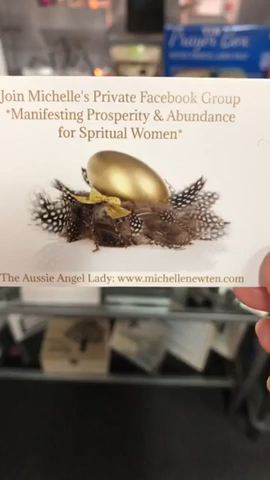 Join Michelle's Private Facebook Group
*Manifesting Prosperity & Abundance
for Spritual Women*
The Aussie Angel Lady: www.michellenewten.com